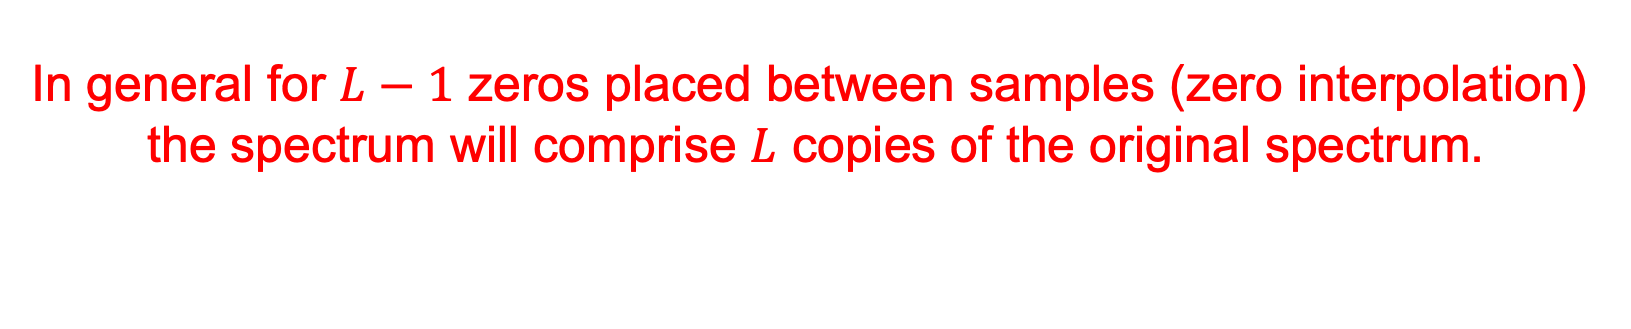 In general for L − 1 zeros placed between samples (zero interpolation)
the spectrum will comprise L copies of the original spectrum.